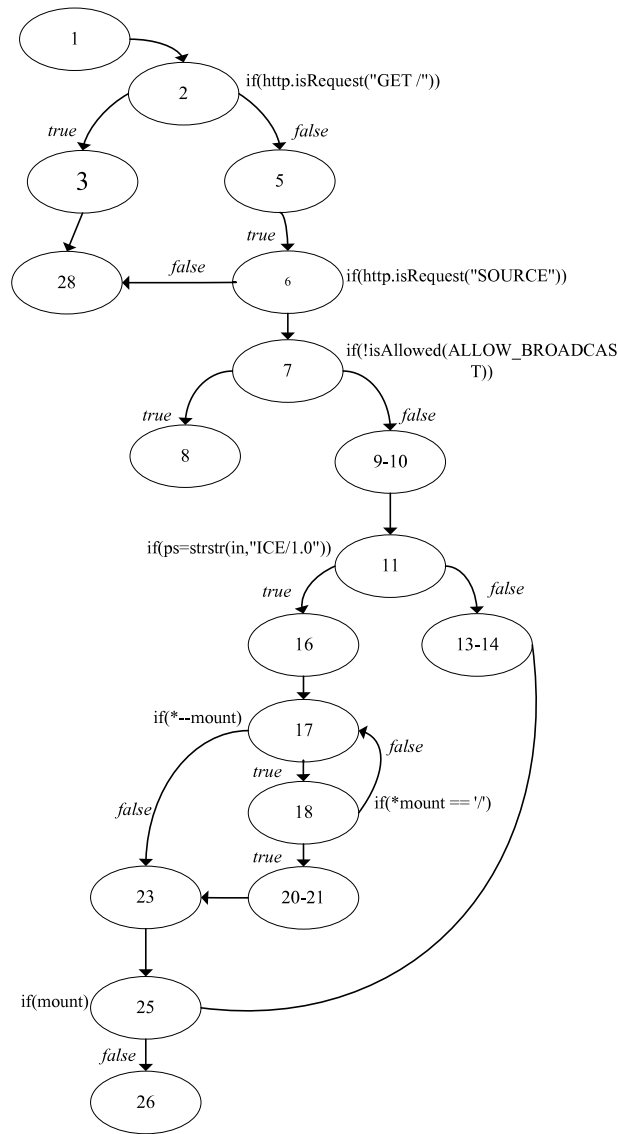 1
2
if(http.isRequest("GET /"))
true
false
3
5
true
28
false
6
if(http.isRequest("SOURCE"))
7
if(!isAllowed(ALLOW_BROADCAS
T))
true
false
8
9-10
if(ps=strstr(in,"ICE/1.0"))
11
true
false
16
13-14
if(*--mount)
17
false
true
18
if(*mount == '/')
false
true
23
20-21
if(mount)
25
false
26